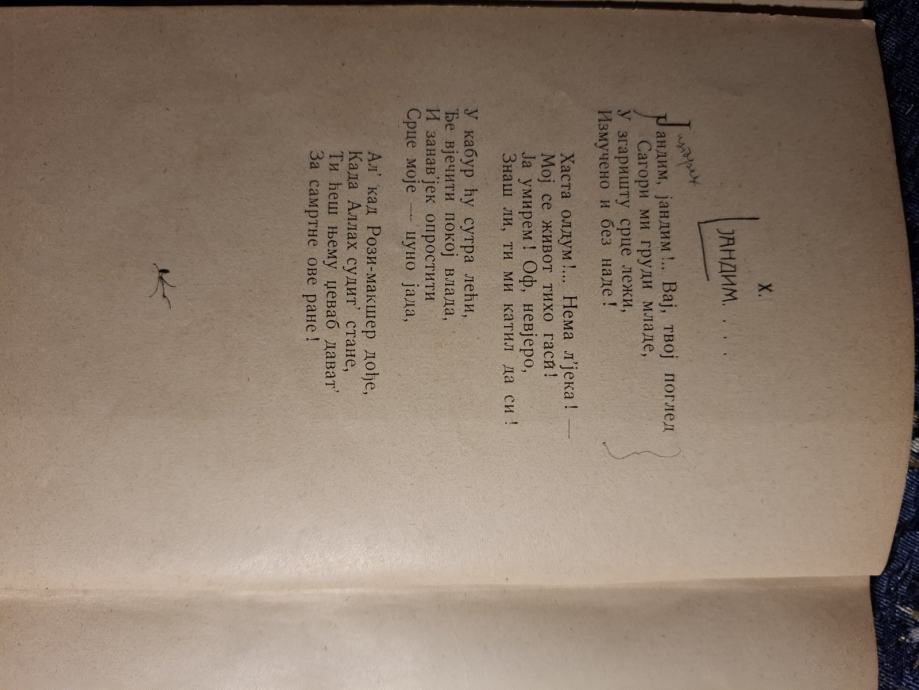 X.
ЈАНДИМ. . . .
Јандим, јандим!.. Вај, твој поглед
Сагори ми груди младе,
У згаришту срце лежи,
Измучено и без наде!
Хаста олдум!... Нема л'јека! —
Мој се живот тихо гаси!
Ја умирем! Оф, невјеро,
Знаш ли, ти ми катил да си!
У кабур ћу сутра лећи,
Ђе вјечити покој влада,
И занав'јек опростити
Срце моје — пуно јада,
Ал' кад Рози-макшер дође,
Када Аллах судит' стане,
Ти ћеш њему џеваб дават'
За самртне ове ране!